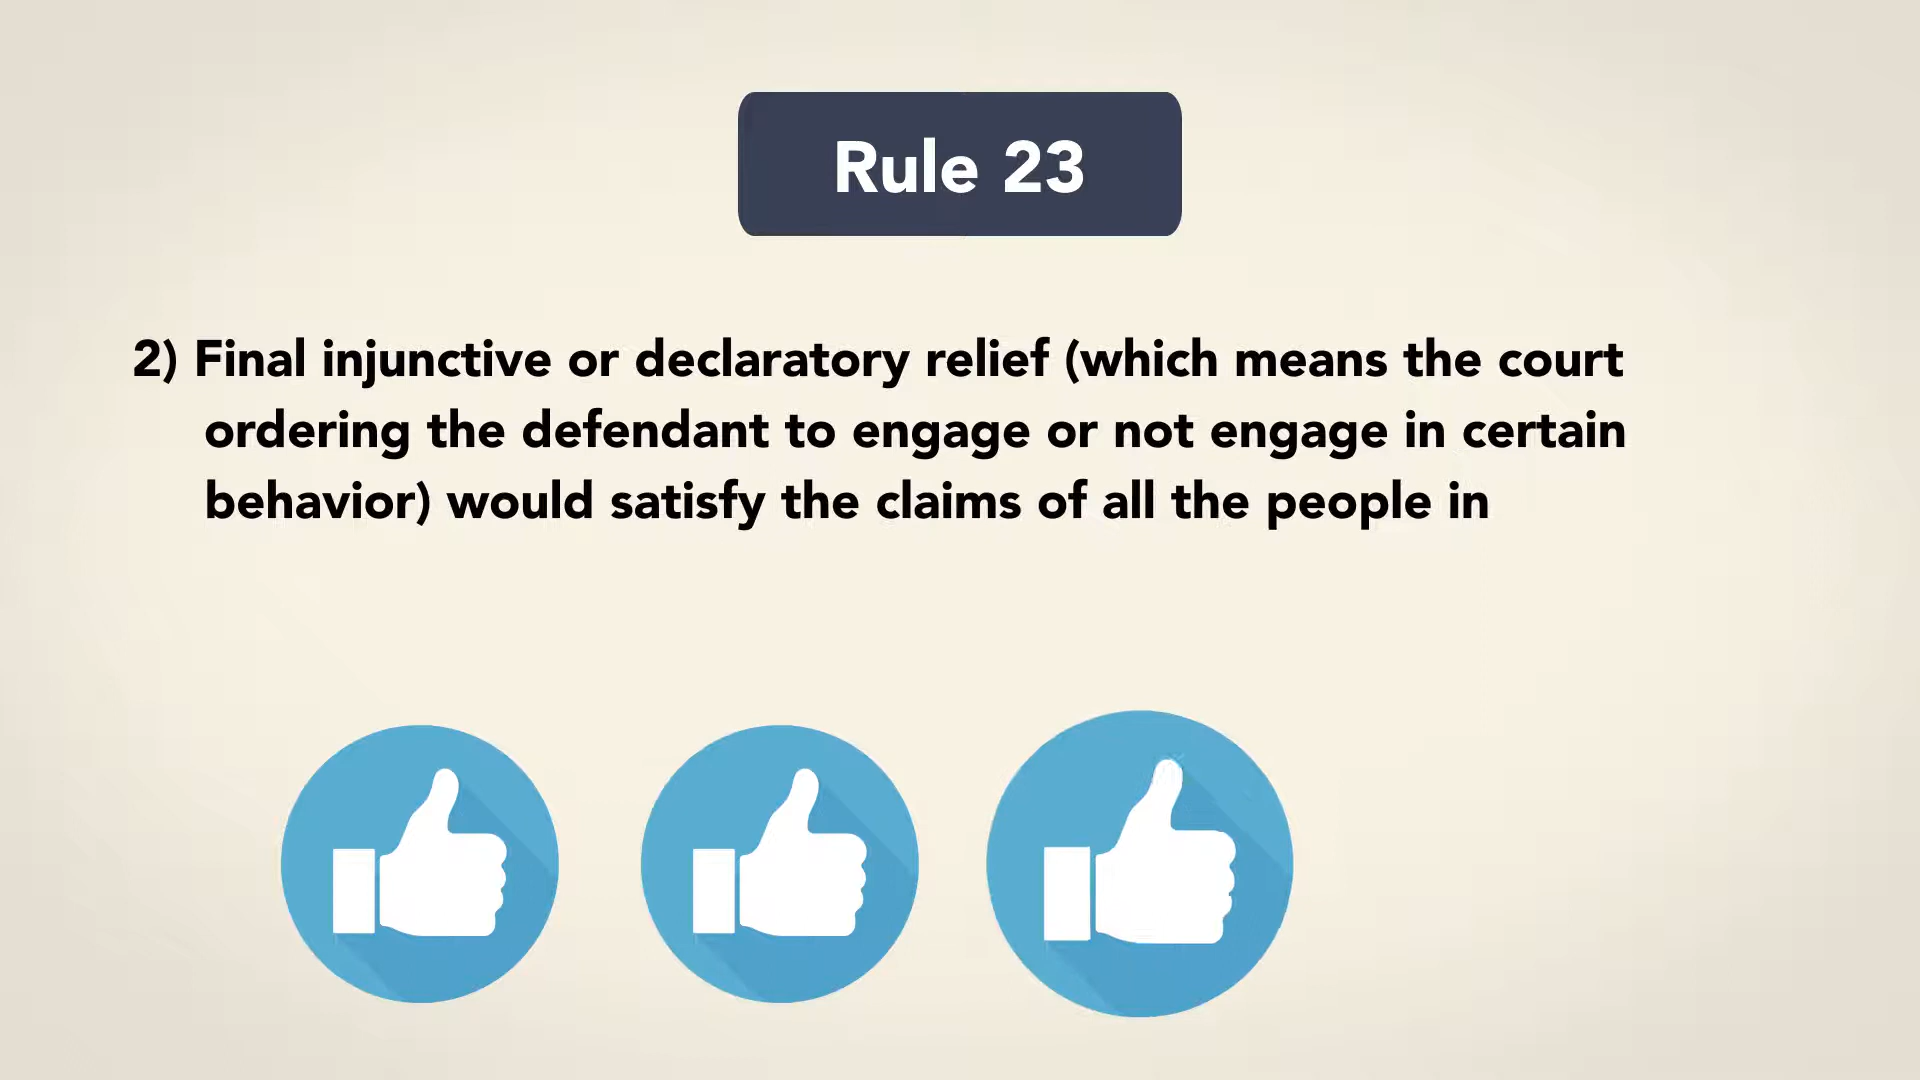 Rule 23
2) Final injunctive or declaratory relief (which means the court
ordering the defendant to engage or not engage in certain
behavior) would satisfy the claims of all the people in